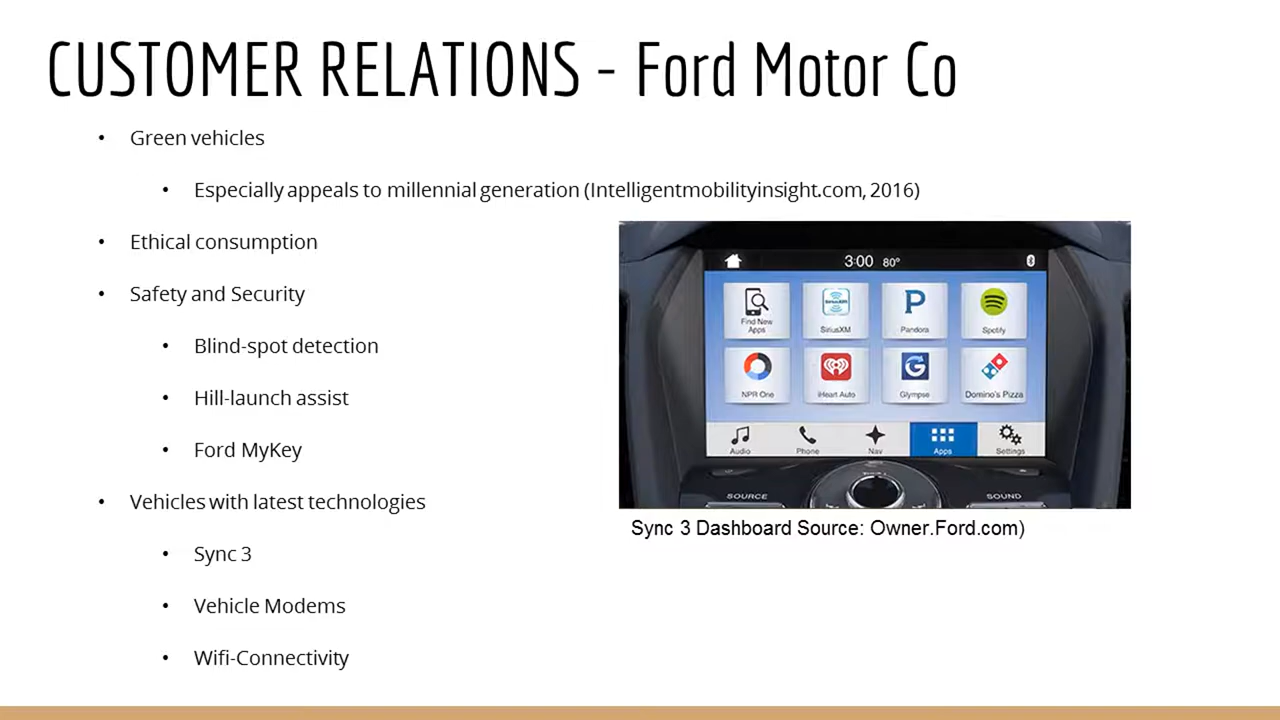 CUSTOMER RELATIONS - Ford Motor Co
• Green vehicles
• Especially appeals to millennial generation (Intelligentmobilityinsight.com, 2016)
• Ethical consumption
• Safety and Security
• Blind-spot detection
• Hill-launch assist
• Ford MyKey
• Vehicles with latest technologies
• Sync 3
• Vehicle Modems
• Wifi-Connectivity
3:00 80°
Find New Apps
SiriusXM
Pandora
Spotify
NPR One
iHeart Auto
Glympse
Domino's Pizza
Audio
Phone
Nav
Apps
Settings
SOURCE
SOUND
Sync 3 Dashboard Source: Owner.Ford.com)